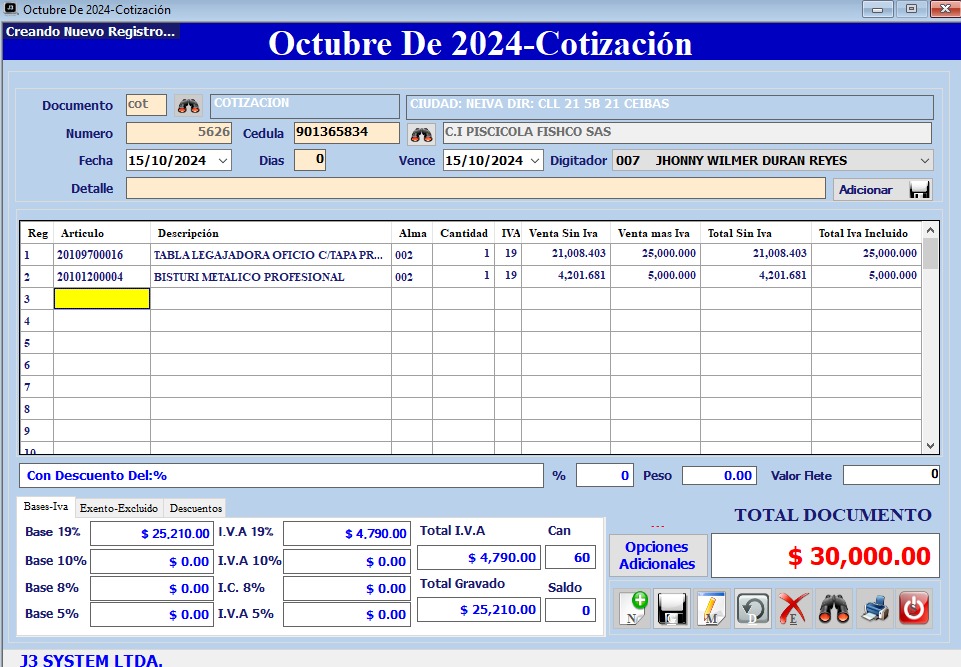 Octubre De 2024-Cotización
Creando Nuevo Registro...
Octubre De 2024-Cotización
Documento cot COTIZACION CIUDAD: NEIVA DIR: CLL 21 5B 21 CEIBAS
Numero 5626 Cedula 901365834 C.I PISCICOLA FISHCO SAS
Fecha 15/10/2024 Dias 0 Vence 15/10/2024 Digitador 007 JHONNY WILMER DURAN REYES
Detalle Adicionar
Reg Articulo Descripción Alma Cantidad IVA Venta Sin Iva Venta mas Iva Total Sin Iva Total Iva Incluido
1 20109700016 TABLA LEGAJADORA OFICIO C/TAPA PR... 002 1 19 21,008.403 25,000.000 21,008.403 25,000.000
2 20101200004 BISTURI METALICO PROFESIONAL 002 1 19 4,201.681 5,000.000 4,201.681 5,000.000
3
4
5
6
7
8
9
10
Con Descuento Del:% % 0 Peso 0.00 Valor Flete 0
Bases-Iva Exento-Excluido Descuentos
Base 19% $ 25,210.00 I.V.A 19% $ 4,790.00 Total I.V.A Can
Base 10% $ 0.00 I.V.A 10% $ 0.00 $ 4,790.00 60
Base 8% $ 0.00 I.C. 8% $ 0.00 Total Gravado Saldo
Base 5% $ 0.00 I.V.A 5% $ 0.00 $ 25,210.00 0
--- TOTAL DOCUMENTO
Opciones Adicionales $ 30,000.00
N C M D E
J3 SYSTEM LTDA.